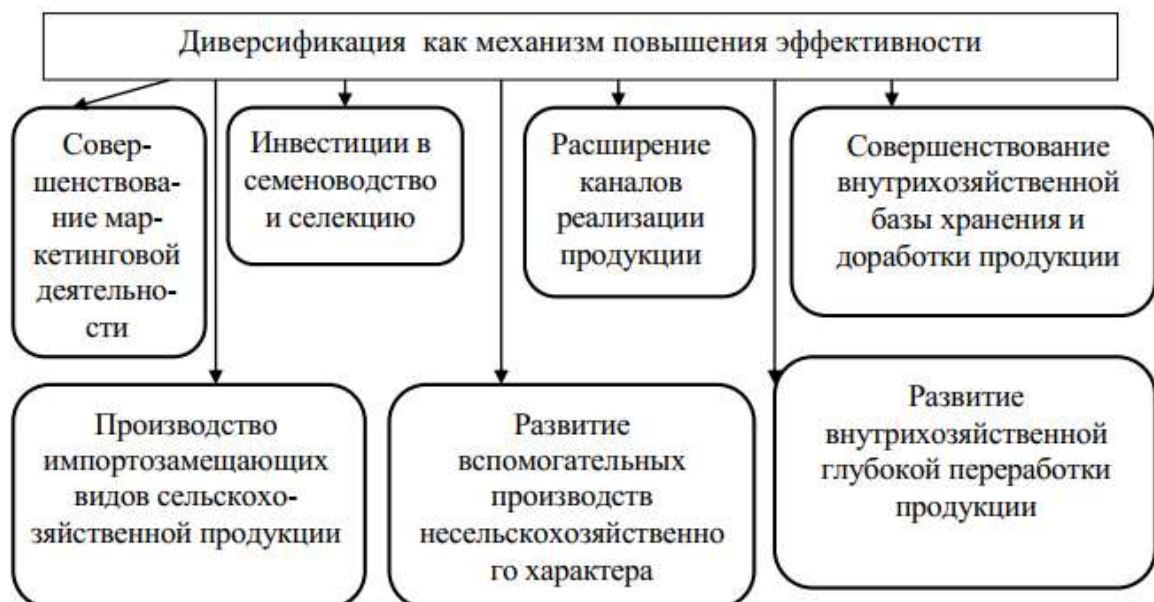 Диверсификация  как механизм повышения эффективности
Совер-
шенствова-
ние мар-
кетинговой
деятельно-
сти
Инвестиции в
семеноводство
и селекцию
Расширение
каналов
реализации
продукции
Совершенствование
внутрихозяйственной
базы хранения и
доработки продукции
Производство
импортозамещающих
видов сельскохо-
зяйственной продукции
Развитие
вспомогательных
производств
несельскохозяйственно
го характера
Развитие
внутрихозяйственной
глубокой переработки
продукции